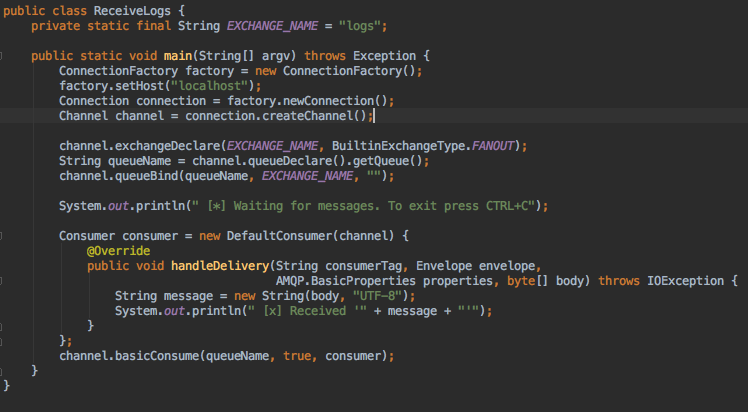 public class ReceiveLogs {
    private static final String EXCHANGE_NAME = "logs";
    public static void main(String[] argv) throws Exception {
        ConnectionFactory factory = new ConnectionFactory();
        factory.setHost("localhost");
        Connection connection = factory.newConnection();
        Channel channel = connection.createChannel();
        channel.exchangeDeclare(EXCHANGE_NAME, BuiltinExchangeType.FANOUT);
        String queueName = channel.queueDeclare().getQueue();
        channel.queueBind(queueName, EXCHANGE_NAME, "");
        System.out.println(" [*] Waiting for messages. To exit press CTRL+C");
        Consumer consumer = new DefaultConsumer(channel) {
            @Override
            public void handleDelivery(String consumerTag, Envelope envelope,
                                       AMQP.BasicProperties properties, byte[] body) throws IOException {
                String message = new String(body, "UTF-8");
                System.out.println(" [x] Received '" + message + "'");
            }
        };
        channel.basicConsume(queueName, true, consumer);
    }
}